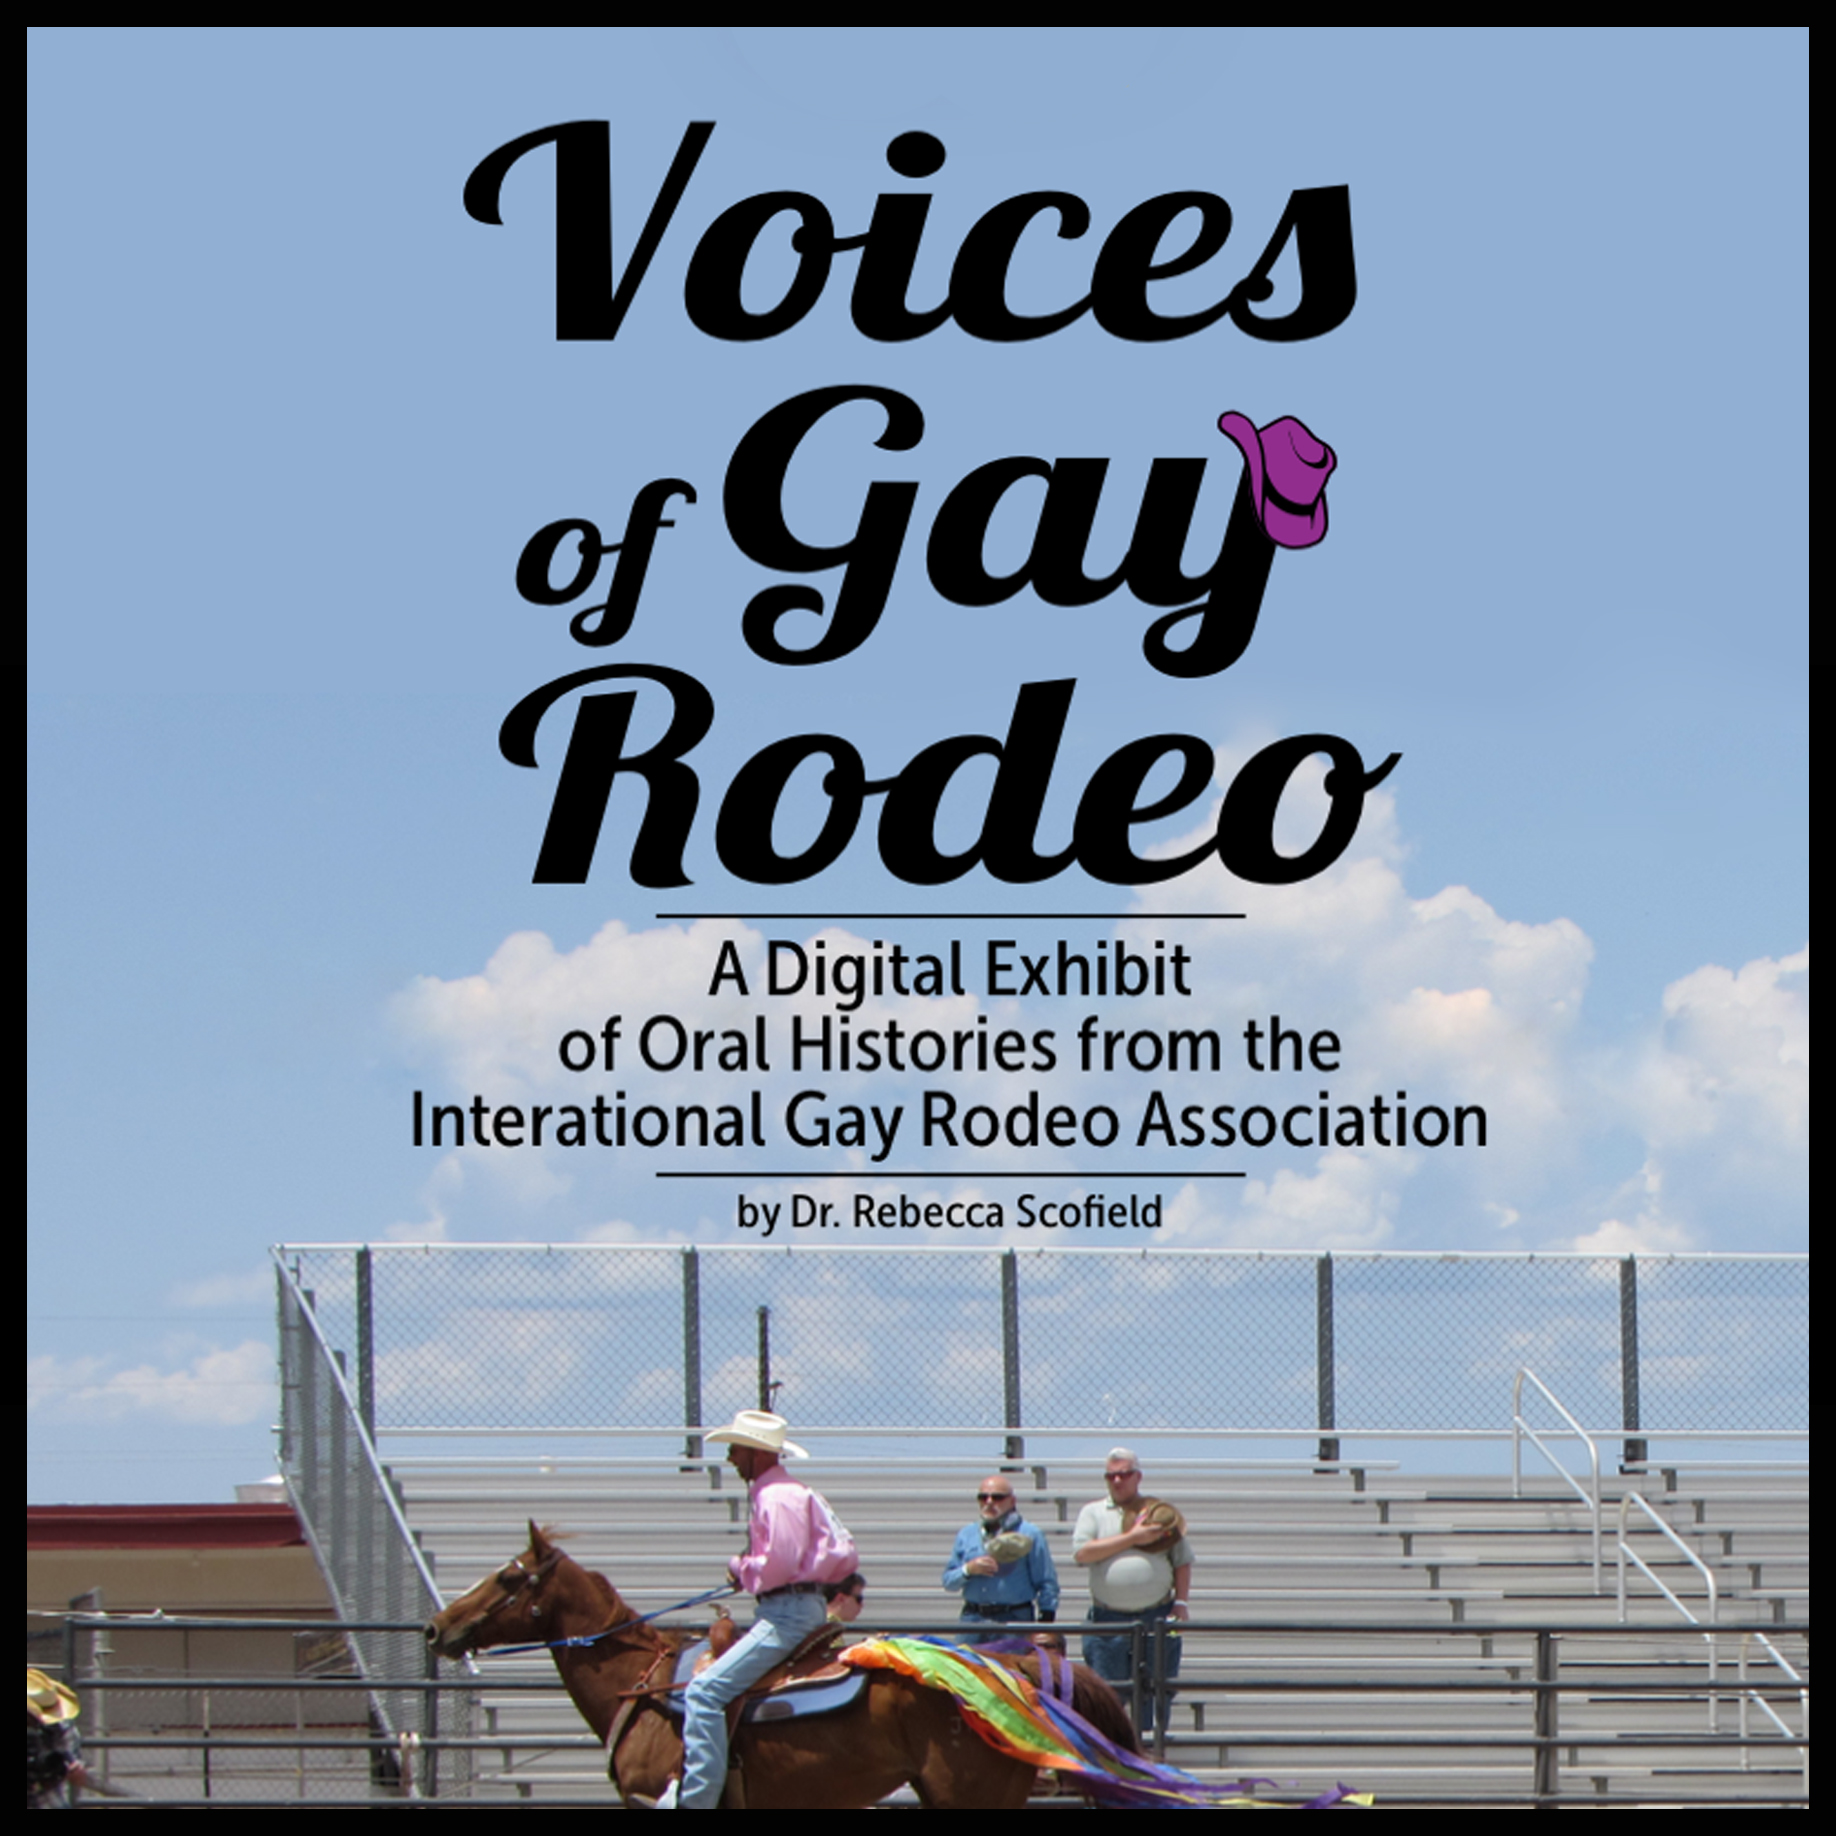 Voices
of Gay
Rodeo
A Digital Exhibit
of Oral Histories from the
Interational Gay Rodeo Association
by Dr. Rebecca Scofield